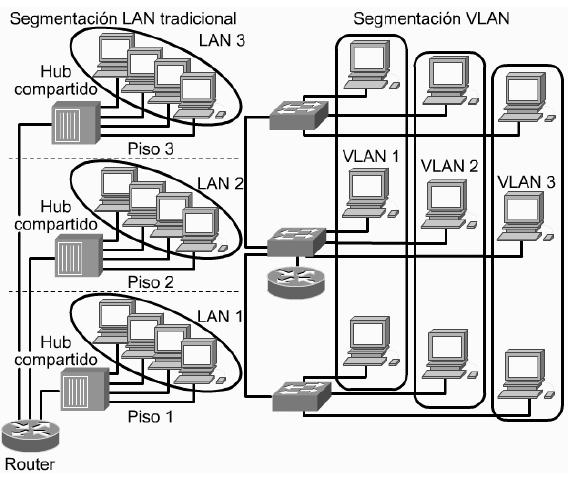 Segmentación LAN tradicional
LAN 3
Hub
compartido
Piso 3
LAN 2
Hub
compartido
Piso 2
LAN 1
Hub
compartido
Piso 1
Router
Segmentación VLAN
VLAN 1
VLAN 2
VLAN 3